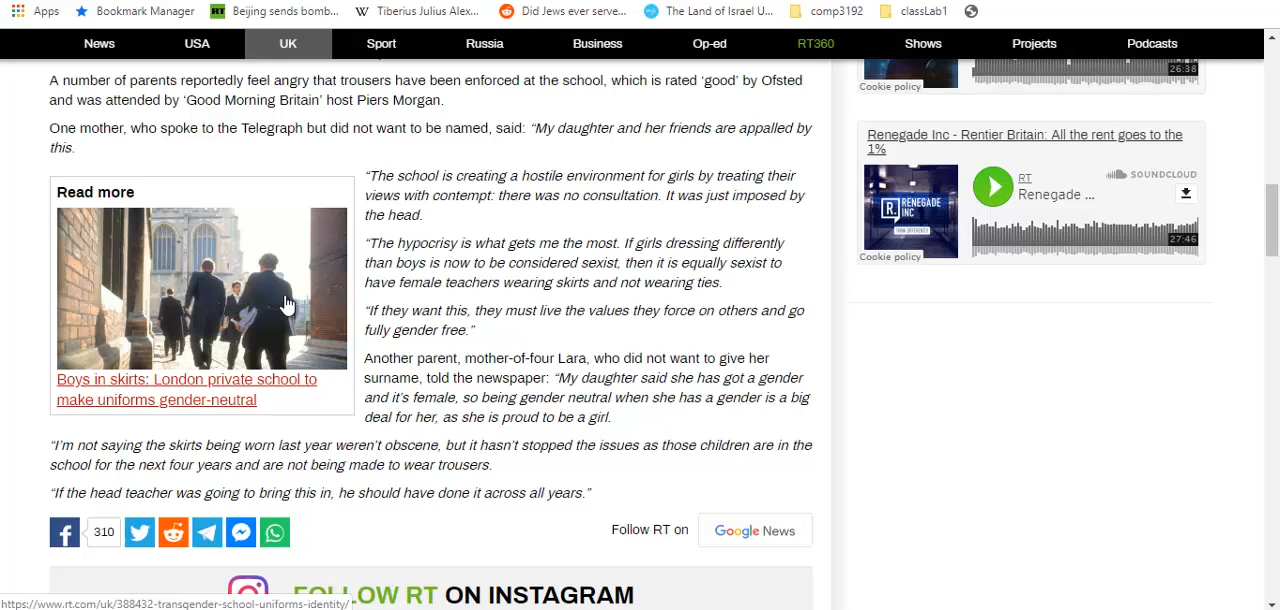 Apps
Bookmark Manager
RT Beijing sends bomb...
W Tiberius Julius Alex...
Did Jews ever serve...
The Land of Israel U...
comp3192
classLab1
News
USA
UK
Sport
Russia
Business
Op-ed
RT360
Shows
Projects
Podcasts
A number of parents reportedly feel angry that trousers have been enforced at the school, which is rated ‘good’ by Ofsted
and was attended by ‘Good Morning Britain’ host Piers Morgan.
One mother, who spoke to the Telegraph but did not want to be named, said: “My daughter and her friends are appalled by
this.
Read more
Boys in skirts: London private school to
make uniforms gender-neutral
“The school is creating a hostile environment for girls by treating their
views with contempt: there was no consultation. It was just imposed by
the head.
“The hypocrisy is what gets me the most. If girls dressing differently
than boys is now to be considered sexist, then it is equally sexist to
have female teachers wearing skirts and not wearing ties.
“If they want this, they must live the values they force on others and go
fully gender free.”
Another parent, mother-of-four Lara, who did not want to give her
surname, told the newspaper: “My daughter said she has got a gender
and it’s female, so being gender neutral when she has a gender is a big
deal for her, as she is proud to be a girl.
“I’m not saying the skirts being worn last year weren’t obscene, but it hasn’t stopped the issues as those children are in the
school for the next four years and are not being made to wear trousers.
“If the head teacher was going to bring this in, he should have done it across all years.”
310
Follow RT on
Google News
FOLLOW RT ON INSTAGRAM
26:38
Cookie policy
Renegade Inc - Rentier Britain: All the rent goes to the
1%
RT
Renegade ...
SOUNDCLOUD
R. RENEGADE
INC
THINK DIFFERENTLY
27:46
Cookie policy
https://www.rt.com/uk/388432-transgender-school-uniforms-identity/